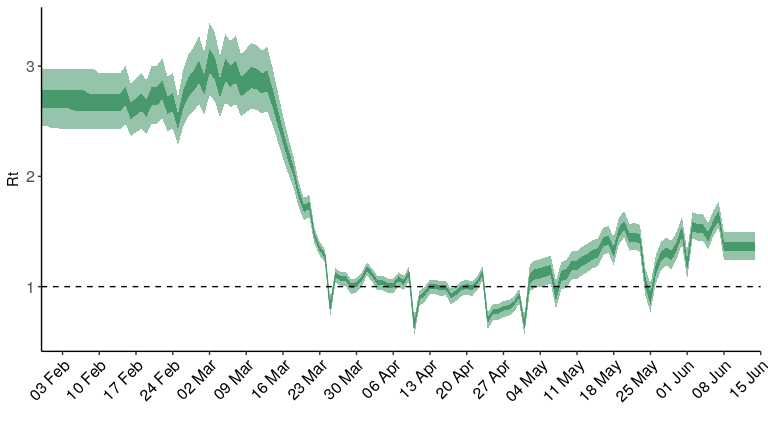 3
2
1
Rt
03 Feb
10 Feb
17 Feb
24 Feb
02 Mar
09 Mar
16 Mar
23 Mar
30 Mar
06 Apr
13 Apr
20 Apr
27 Apr
04 May
11 May
18 May
25 May
01 Jun
08 Jun
15 Jun